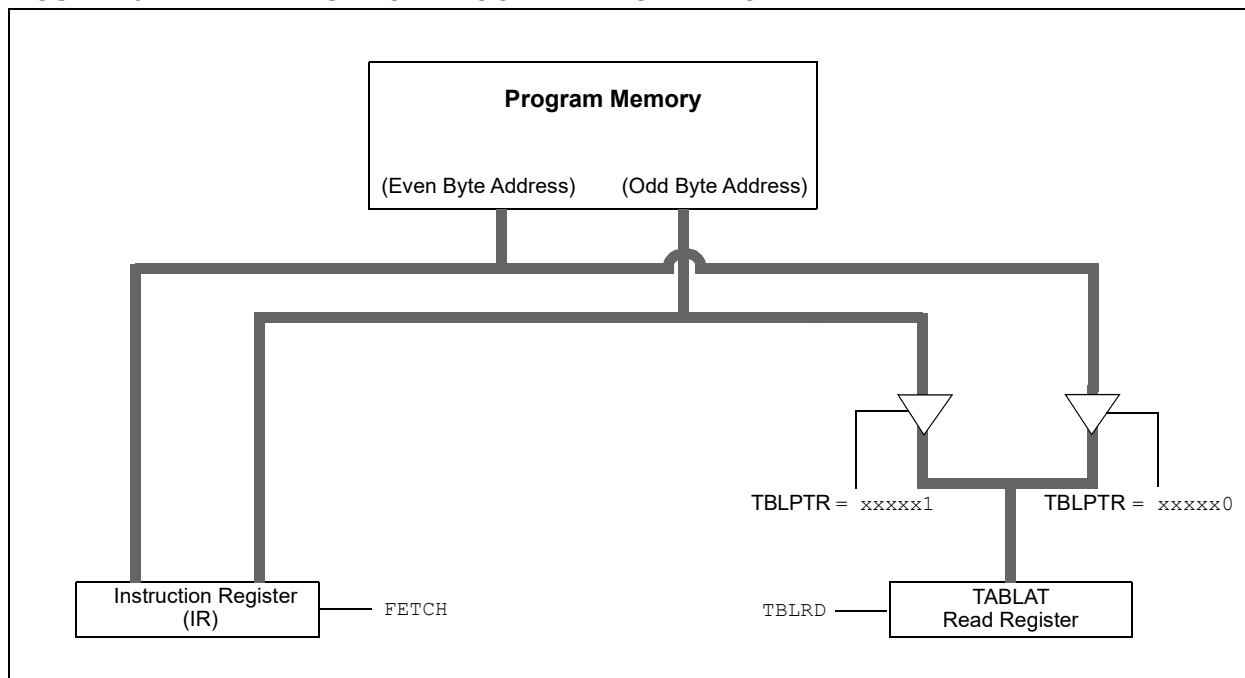 Program Memory
(Even Byte Address) (Odd Byte Address)
TBLPTR = xxxxx1
TBLPTR = xxxxx0
Instruction Register
(IR)
FETCH
TBLRD
TABLAT
Read Register